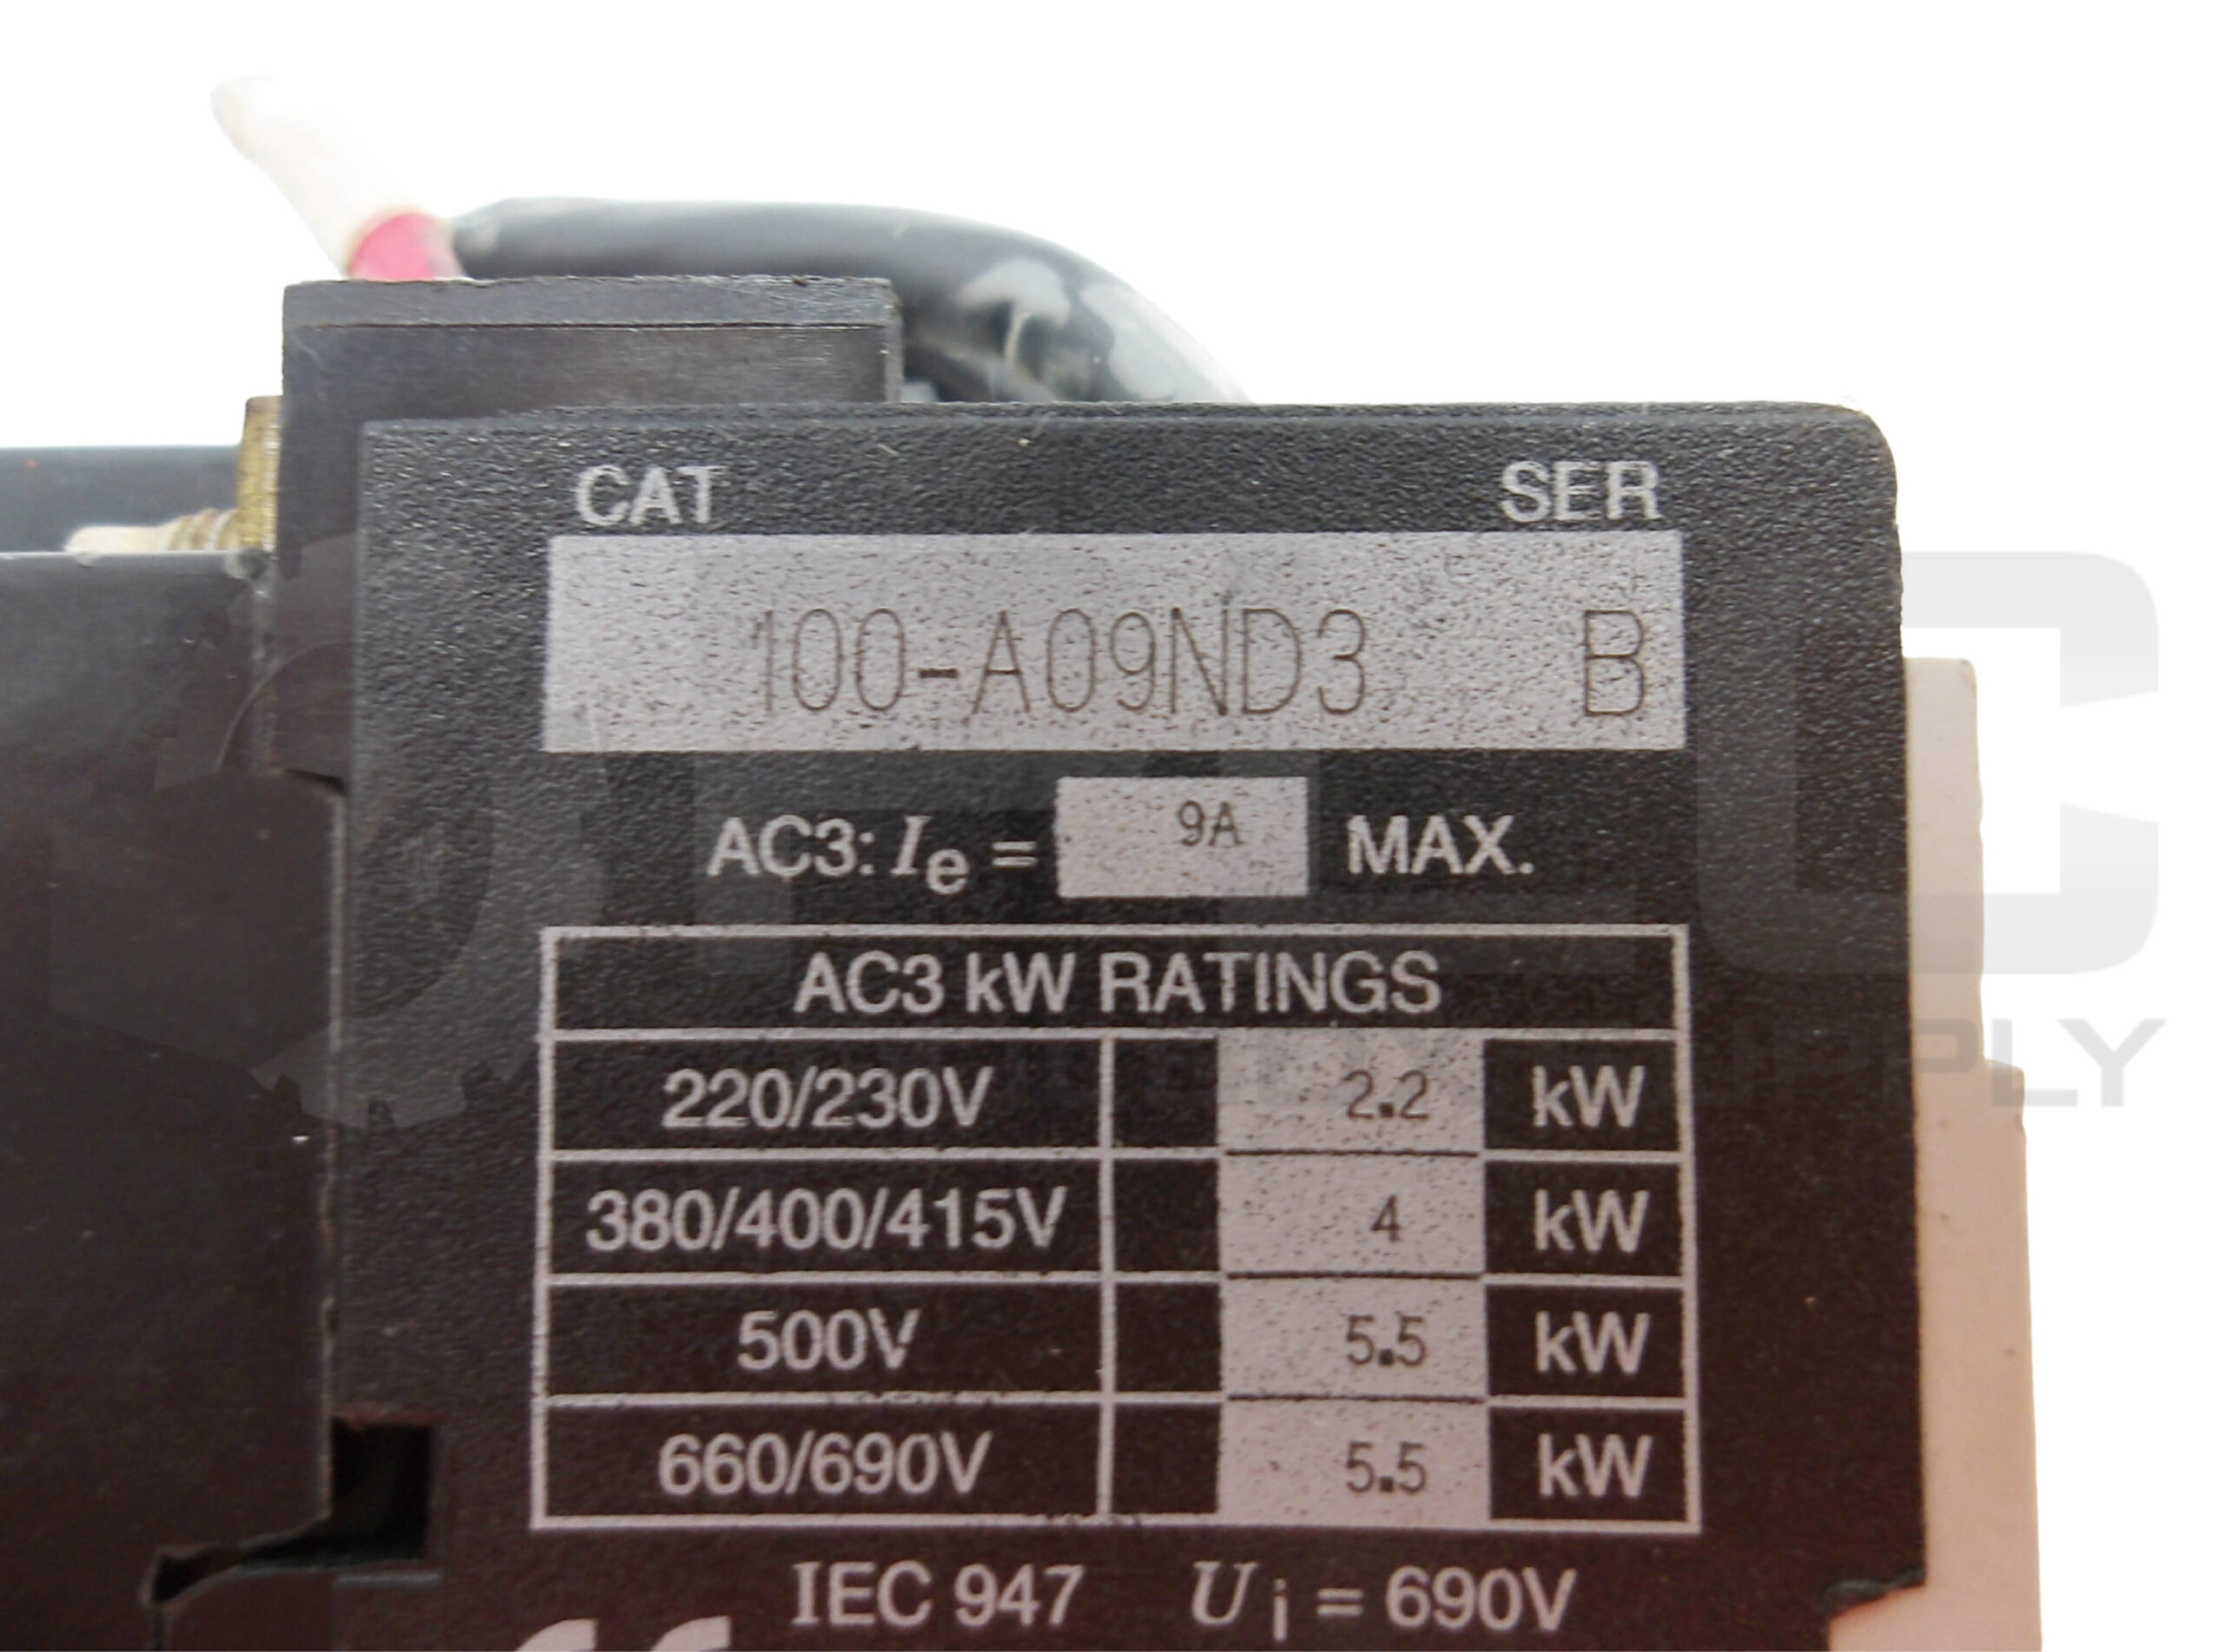 CAT SER
100-A09ND3 B
AC3: Ie = 9A MAX.
AC3 kW RATINGS
220/230V 2.2 kW
380/400/415V 4 kW
500V 5.5 kW
660/690V 5.5 kW
IEC 947 Ui = 690V